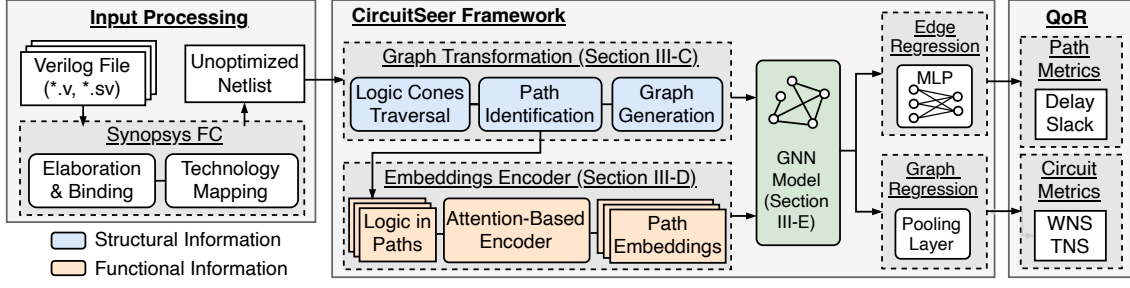 Input Processing
Verilog File
(*.v, *.sv)
Unoptimized
Netlist
Synopsys FC
Elaboration
& Binding
Technology
Mapping
Structural Information
Functional Information
CircuitSeer Framework
Graph Transformation (Section III-C)
Logic Cones
Traversal
Path
Identification
Graph
Generation
Embeddings Encoder (Section III-D)
Logic in
Paths
Attention-Based
Encoder
Path
Embeddings
GNN
Model
(Section
III-E)
Edge
Regression
MLP
Graph
Regression
Pooling
Layer
QoR
Path
Metrics
Delay
Slack
Circuit
Metrics
WNS
TNS